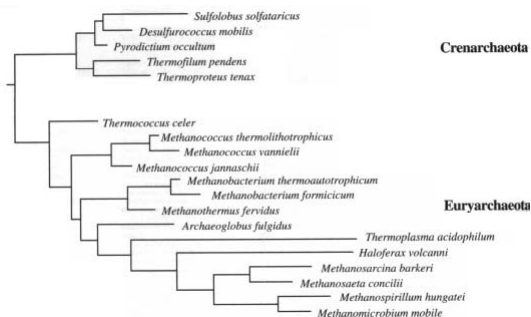 Sulfolobus solfataricus
Desulfurococcus mobilis
Pyrodictium occultum
Crenarchaeota
Thermofilum pendens
Thermoproteus tenax
Thermococcus celer
Methanococcus thermolithotrophicus
Methanococcus vannielii
Methanococcus jannaschii
Methanobacterium thermoautotrophicum
Methanobacterium formicicum
Euryarchaeota
Methanothermus fervidus
Archaeoglobus fulgidus
Thermoplasma acidophilum
Haloferax volcanni
Methanosarcina barkeri
Methanosaeta concilii
Methanospirillum hungatei
Methanomicrobium mobile